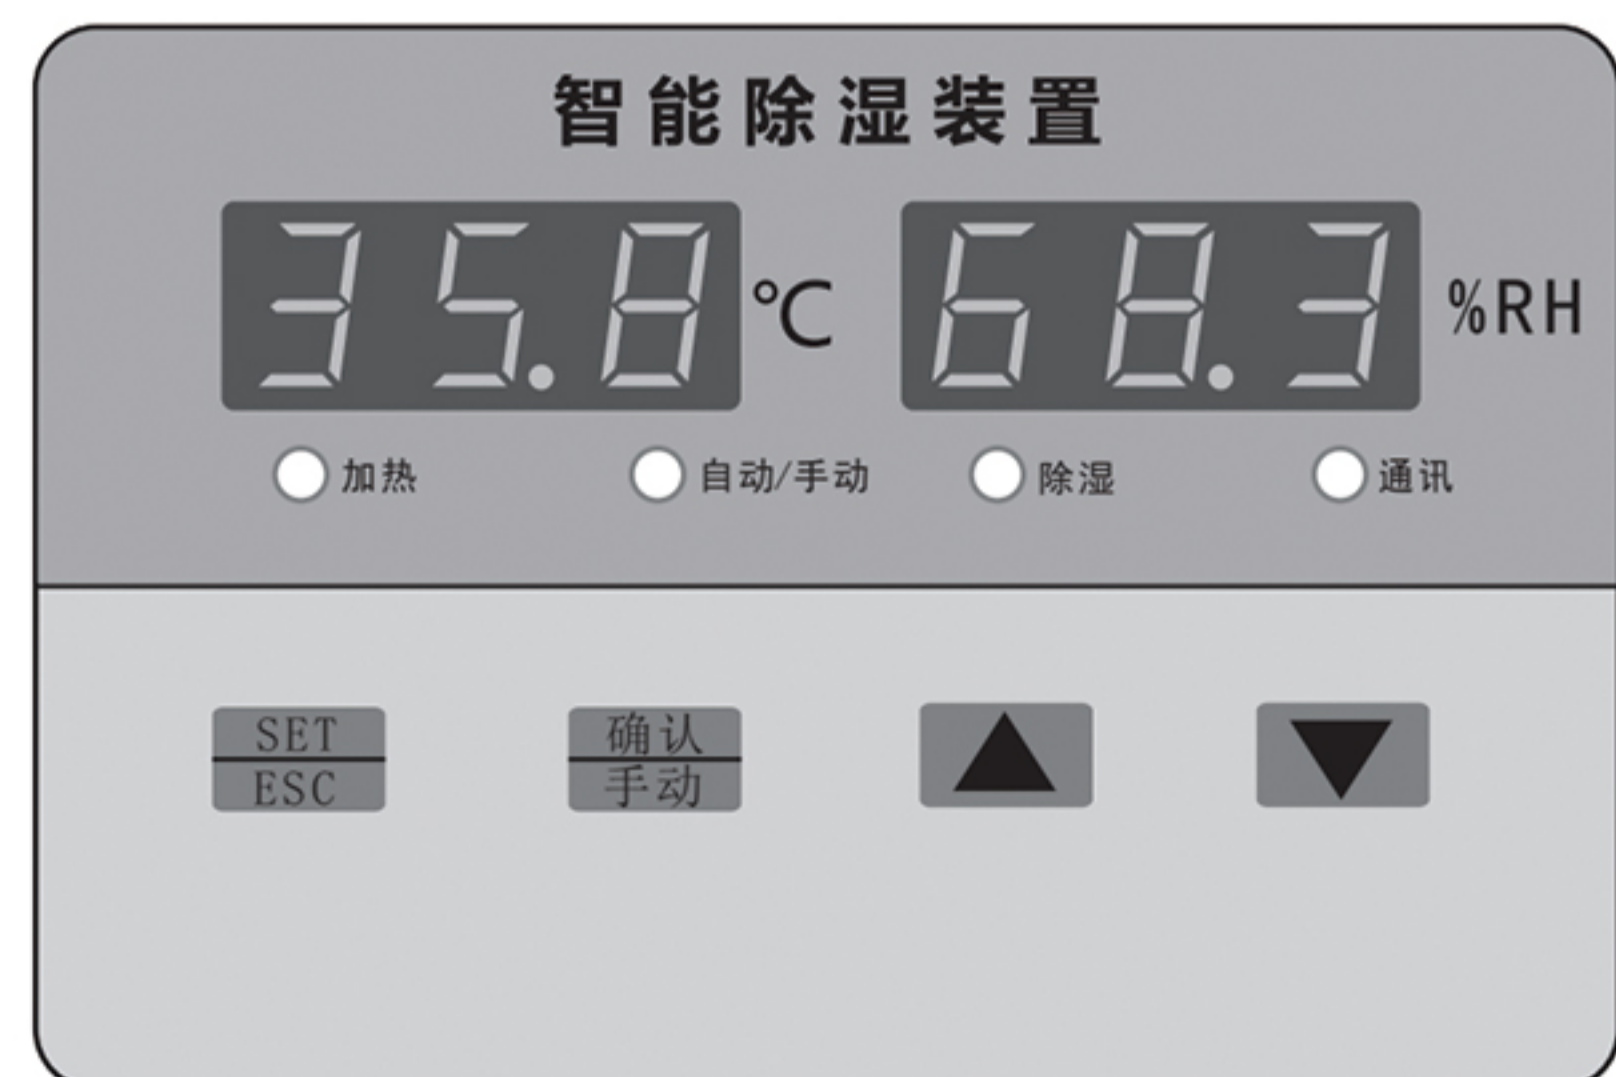 智能除湿装置
35.8 ℃ 68.3 %RH
加热 自动/手动 除湿 通讯
SET 确认 ▲ ▼
ESC 手动